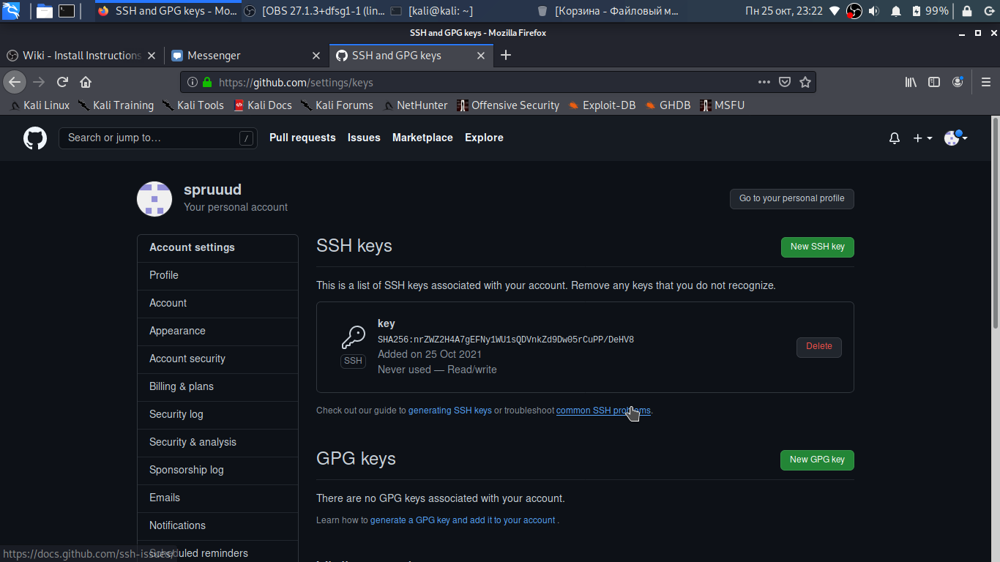 SSH and GPG keys - Mo... [OBS 27.1.3+dfsg1-1 (lin... [kali@kali: ~] [Корзина - Файловый м... Пн 25 окт, 23:22 99%
SSH and GPG keys - Mozilla Firefox
Wiki - Install Instructions Messenger SSH and GPG keys
https://github.com/settings/keys
Kali Linux Kali Training Kali Tools Kali Docs Kali Forums NetHunter Offensive Security Exploit-DB GHDB MSFU
Search or jump to… / Pull requests Issues Marketplace Explore
spruuud
Your personal account
Go to your personal profile
Account settings
Profile
Account
Appearance
Account security
Billing & plans
Security log
Security & analysis
Sponsorship log
Emails
Notifications
Scheduled reminders
SSH keys
New SSH key
This is a list of SSH keys associated with your account. Remove any keys that you do not recognize.
key
SHA256:nrZWZ2H4A7gEFNy1WU1sQDVnkZd9Dw05rCuPP/DeHV8
Added on 25 Oct 2021
Never used — Read/write
SSH
Delete
Check out our guide to generating SSH keys or troubleshoot common SSH problems.
GPG keys
New GPG key
There are no GPG keys associated with your account.
Learn how to generate a GPG key and add it to your account .
https://docs.github.com/ssh-issues/